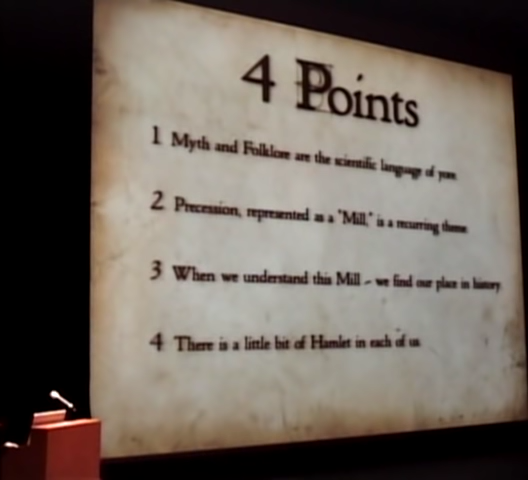 4 Points
1 Myth and Folklore are the scientific language of yore
2 Precession, represented as a "Mill," is a recurring theme
3 When we understand this Mill - we find our place in history.
4 There is a little bit of Hamlet in each of us